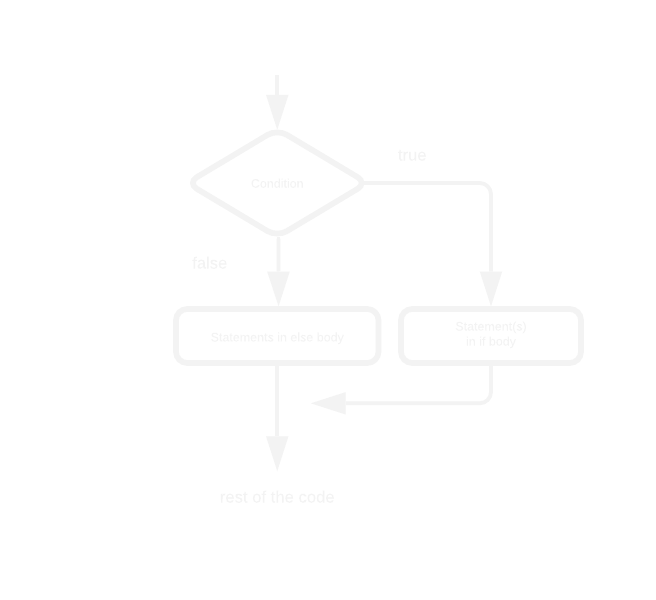 true
Condition
false
Statements in else body
Statement(s)
in if body
rest of the code